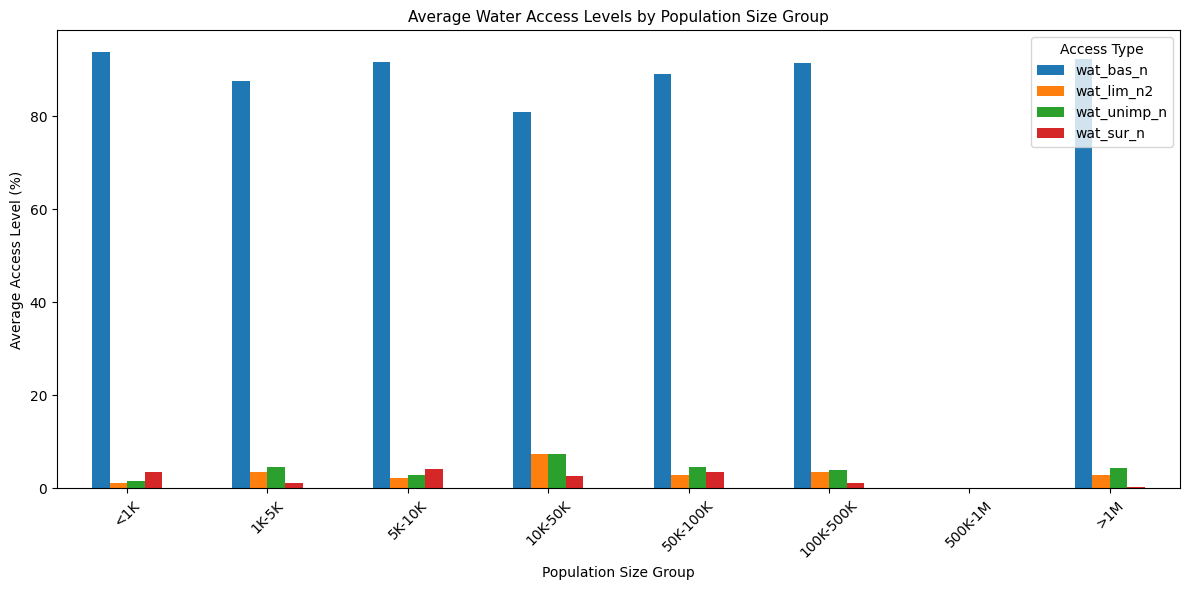 Average Water Access Levels by Population Size Group
Average Access Level (%)
80
60
40
20
0
Access Type
wat_bas_n
wat_lim_n2
wat_unimp_n
wat_sur_n
<1K
1K-5K
5K-10K
10K-50K
50K-100K
100K-500K
500K-1M
>1M
Population Size Group